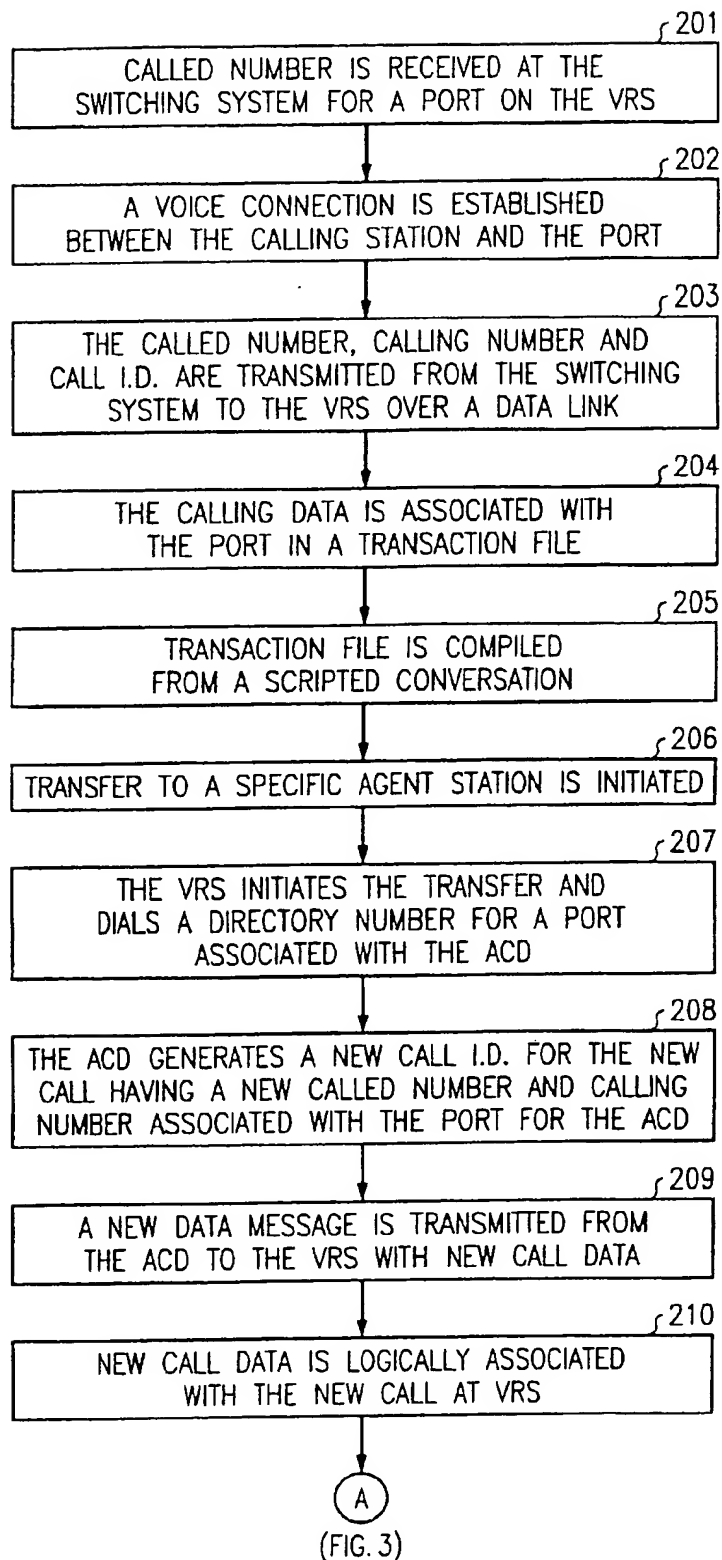 201
CALLED NUMBER IS RECEIVED AT THE
SWITCHING SYSTEM FOR A PORT ON THE VRS
202
A VOICE CONNECTION IS ESTABLISHED
BETWEEN THE CALLING STATION AND THE PORT
203
THE CALLED NUMBER, CALLING NUMBER AND
CALL I.D. ARE TRANSMITTED FROM THE SWITCHING
SYSTEM TO THE VRS OVER A DATA LINK
204
THE CALLING DATA IS ASSOCIATED WITH
THE PORT IN A TRANSACTION FILE
205
TRANSACTION FILE IS COMPILED
FROM A SCRIPTED CONVERSATION
206
TRANSFER TO A SPECIFIC AGENT STATION IS INITIATED
207
THE VRS INITIATES THE TRANSFER AND
DIALS A DIRECTORY NUMBER FOR A PORT
ASSOCIATED WITH THE ACD
208
THE ACD GENERATES A NEW CALL I.D. FOR THE NEW
CALL HAVING A NEW CALLED NUMBER AND CALLING
NUMBER ASSOCIATED WITH THE PORT FOR THE ACD
209
A NEW DATA MESSAGE IS TRANSMITTED FROM
THE ACD TO THE VRS WITH NEW CALL DATA
210
NEW CALL DATA IS LOGICALLY ASSOCIATED
WITH THE NEW CALL AT VRS
A
(FIG. 3)